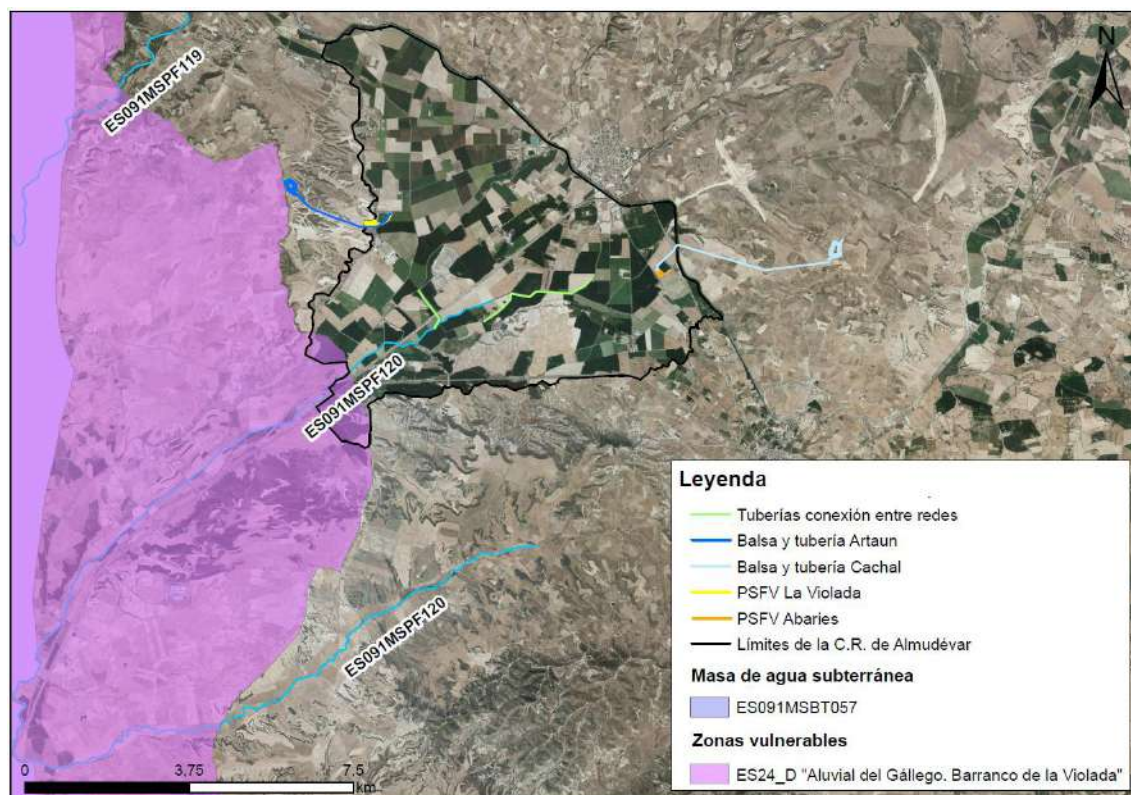 N
ES091MSPF119
ES091MSPF120
ES091MSPF120
Leyenda
Tuberías conexión entre redes
Balsa y tubería Artaun
Balsa y tubería Cachal
PSFV La Violada
PSFV Abaries
Límites de la C.R. de Almudévar
Masa de agua subterránea
ES091MSBT057
Zonas vulnerables
ES24_D "Aluvial del Gállego. Barranco de la Violada"
0 3,75 7.5
km